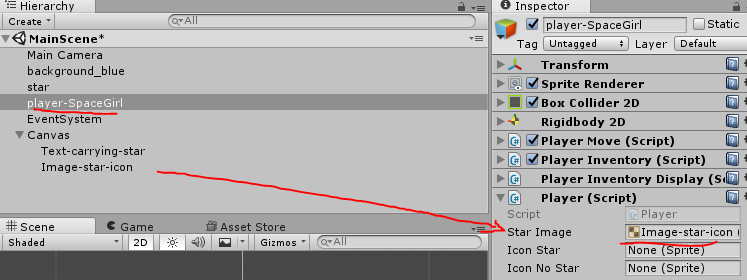 Hierarchy
Create
All
MainScene*
Main Camera
background_blue
star
player-SpaceGirl
EventSystem
Canvas
Text-carrying-star
Image-star-icon
Scene
Game
Asset Store
Shaded
2D
Gizmos
All
Inspector
player-SpaceGirl
Static
Tag
Untagged
Layer
Default
Transform
Sprite Renderer
Box Collider 2D
Rigidbody 2D
Player Move (Script)
Player Inventory (Script)
Player Inventory Display (Sc
Player (Script)
Script
Player
Star Image
Image-star-icon (
Icon Star
None (Sprite)
Icon No Star
None (Sprite)